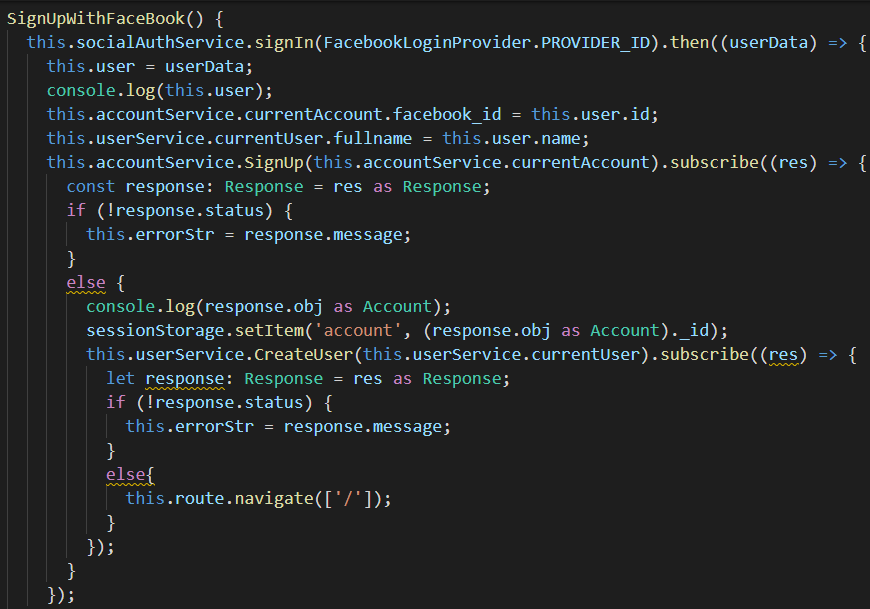 SignUpWithFaceBook() {
this.socialAuthService.signIn(FacebookLoginProvider.PROVIDER_ID).then((userData) => {
this.user = userData;
console.log(this.user);
this.accountService.currentAccount.facebook_id = this.user.id;
this.userService.currentUser.fullname = this.user.name;
this.accountService.SignUp(this.accountService.currentAccount).subscribe((res) => {
const response: Response = res as Response;
if (!response.status) {
this.errorStr = response.message;
}
else {
console.log(response.obj as Account);
sessionStorage.setItem('account', (response.obj as Account)._id);
this.userService.CreateUser(this.userService.currentUser).subscribe((res) => {
let response: Response = res as Response;
if (!response.status) {
this.errorStr = response.message;
}
else{
this.route.navigate(['/']);
}
});
}
});